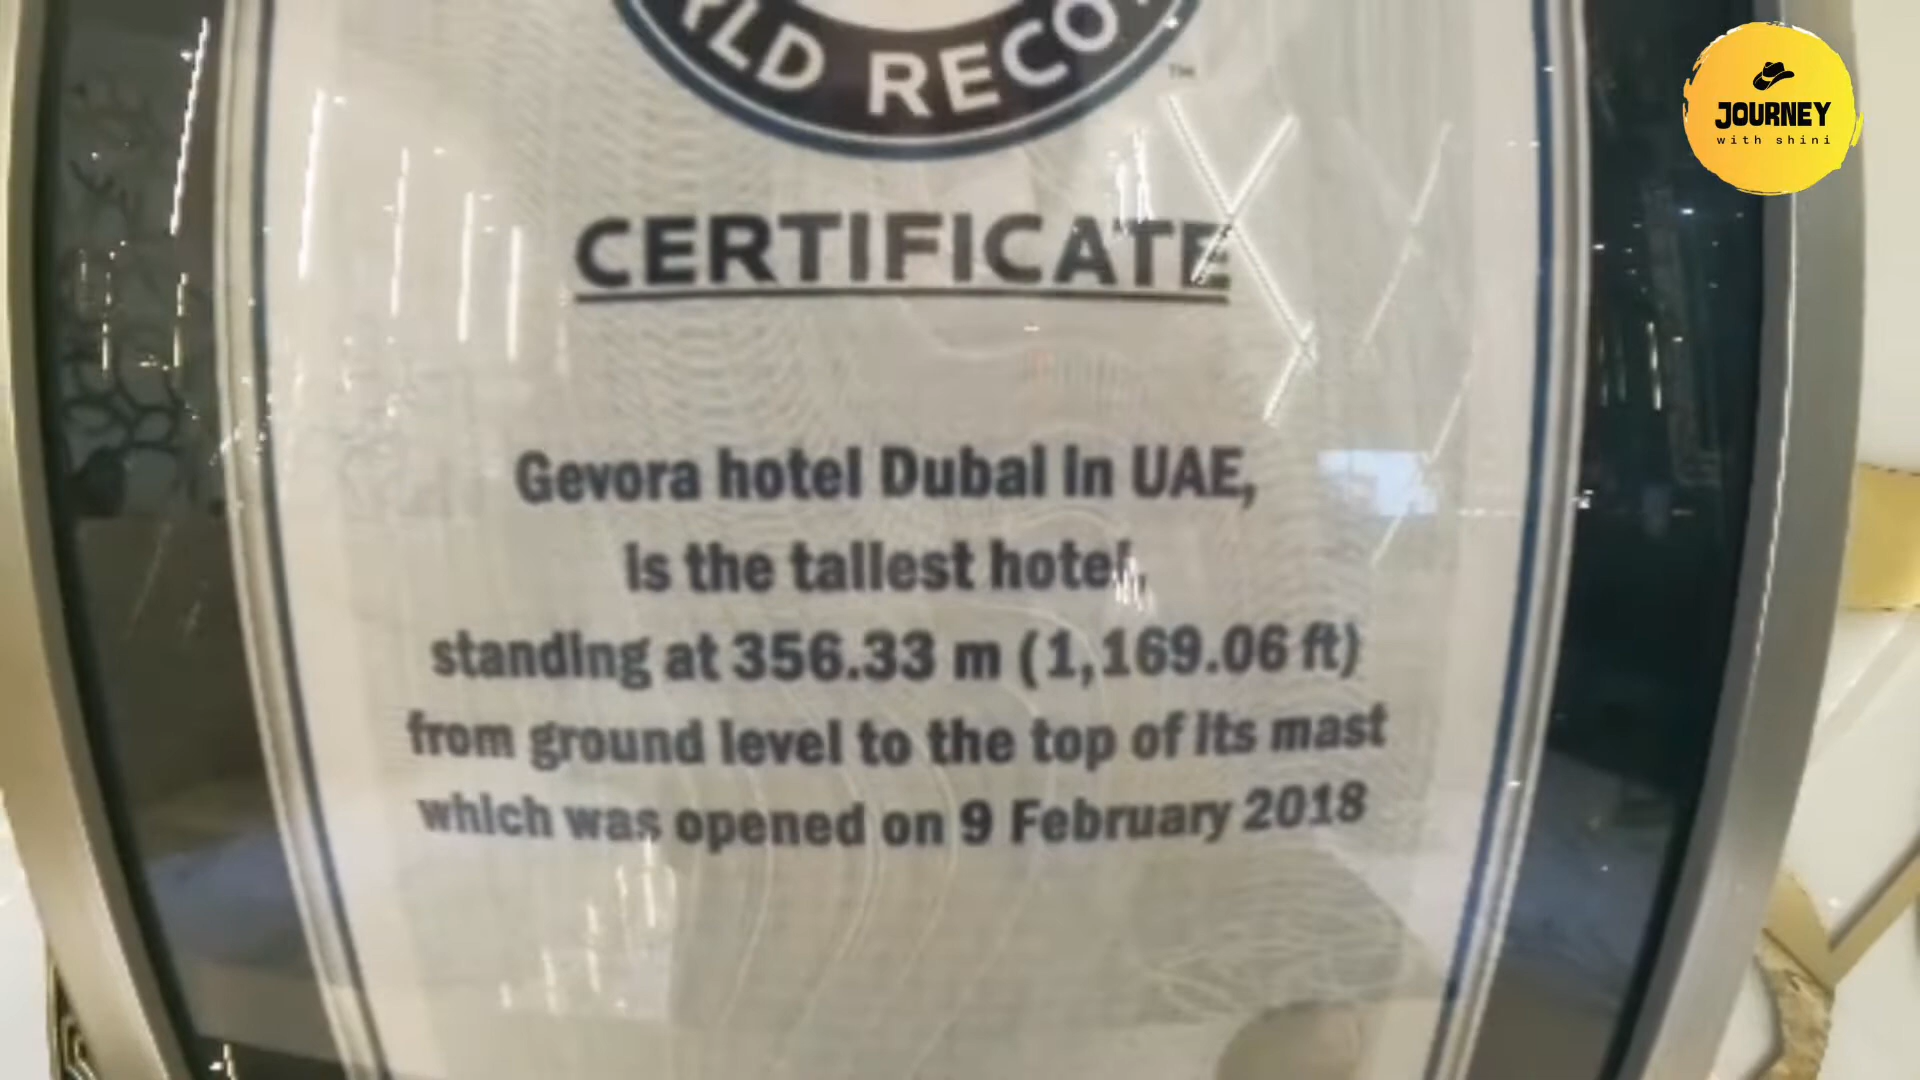 RLD RECO
TM
CERTIFICATE
Gevora hotel Dubai in UAE,
is the tallest hotel,
standing at 356.33 m (1,169.06 ft)
from ground level to the top of its mast
which was opened on 9 February 2018
JOURNEY
with shini